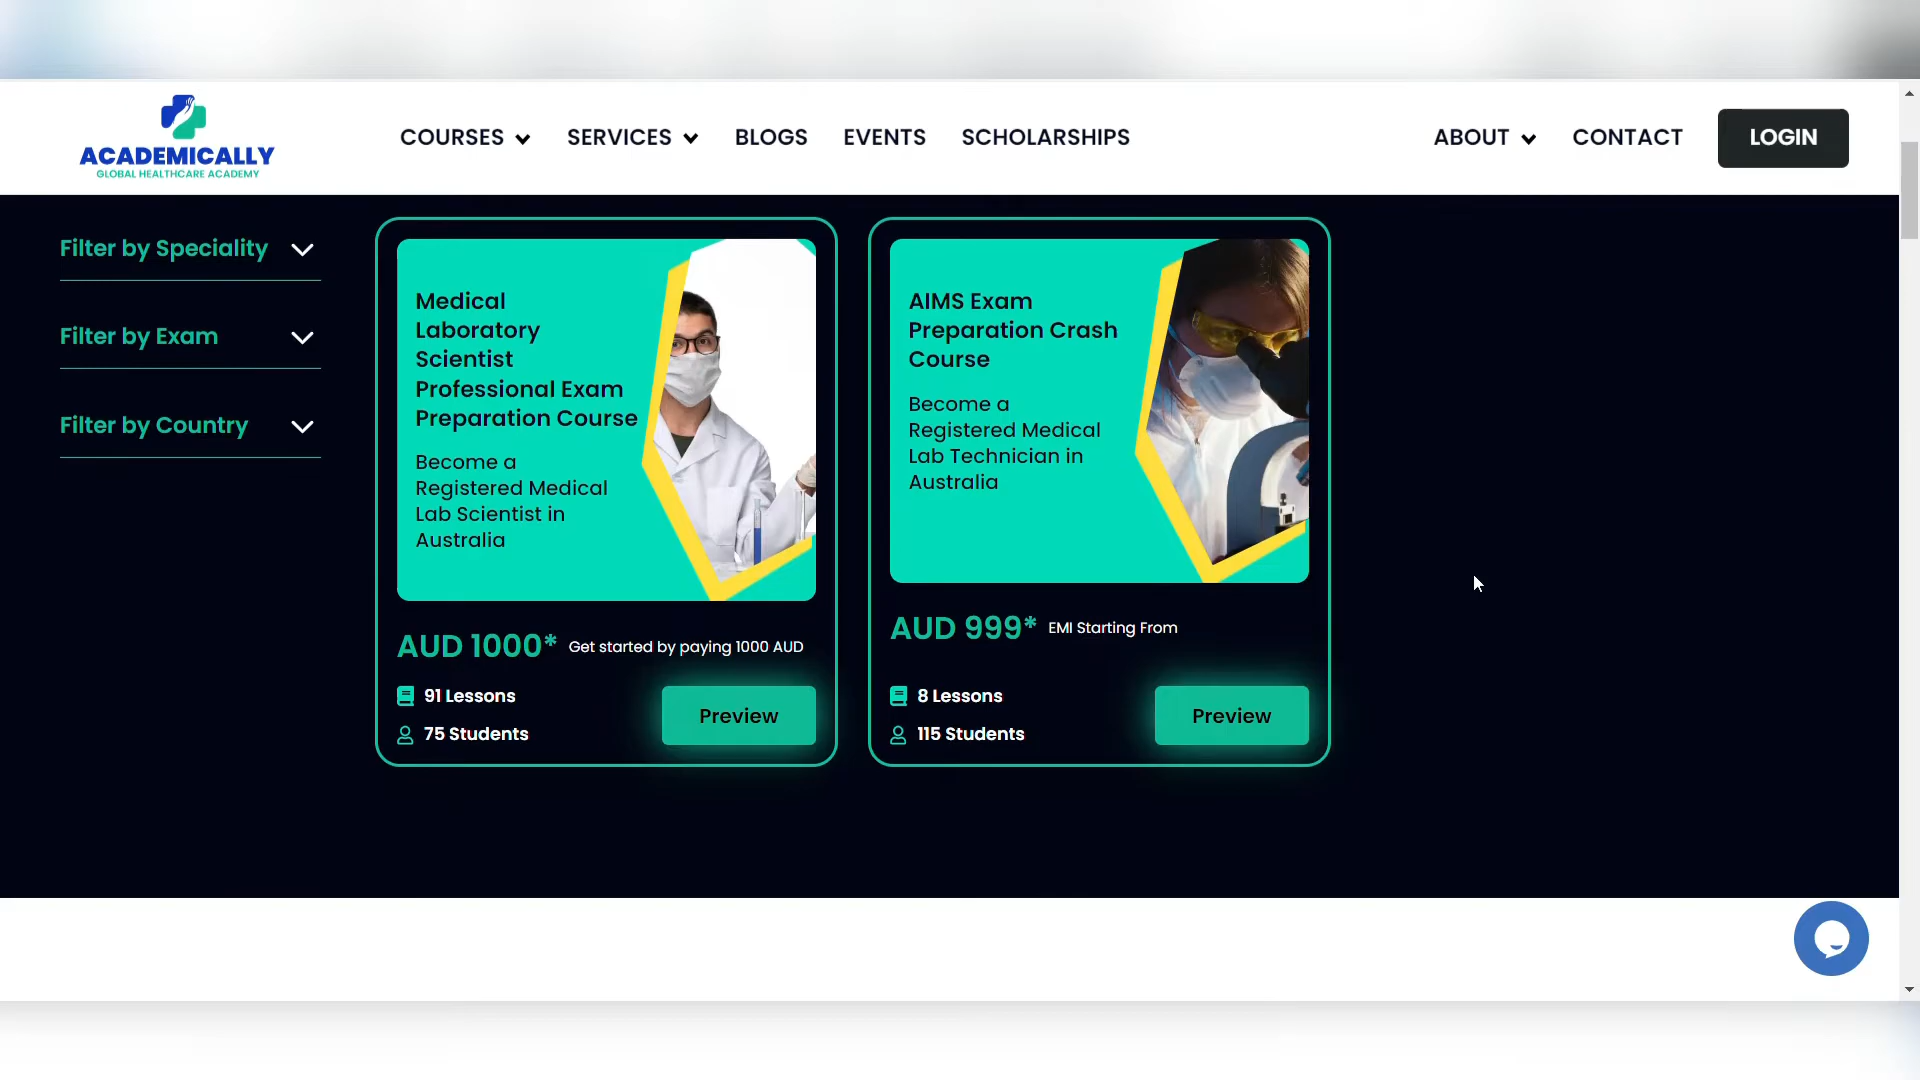 ACADEMICALLY
GLOBAL HEALTHCARE ACADEMY
COURSES
SERVICES
BLOGS
EVENTS
SCHOLARSHIPS
ABOUT
CONTACT
LOGIN
Filter by Speciality
Filter by Exam
Filter by Country
Medical
Laboratory
Scientist
Professional Exam
Preparation Course
Become a
Registered Medical
Lab Scientist in
Australia
AUD 1000*
Get started by paying 1000 AUD
91 Lessons
75 Students
Preview
AIMS Exam
Preparation Crash
Course
Become a
Registered Medical
Lab Technician in
Australia
AUD 999*
EMI Starting From
8 Lessons
115 Students
Preview